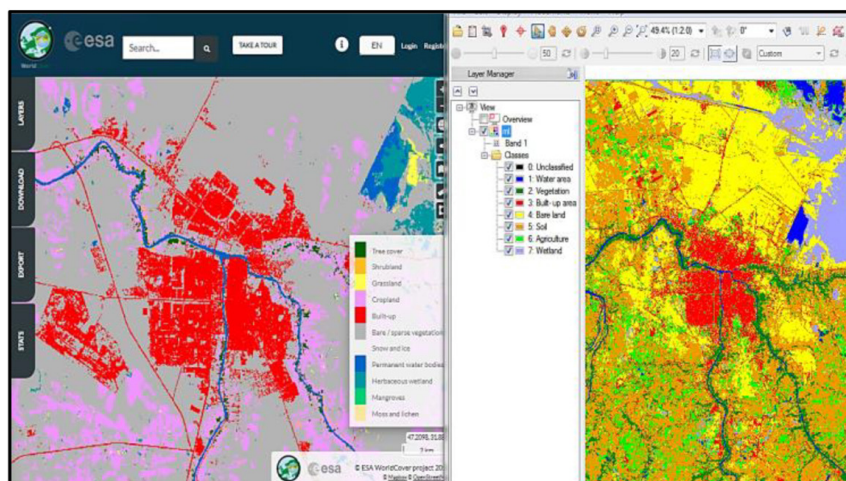 World
esa
Search...
TAKE A TOUR
i
EN
Login
LAYERS
DOWNLOAD
EXPORT
STATS
Tree cover
Shrubland
Grassland
Cropland
Built-up
Bare / sparse vegetation
Snow and ice
Permanent water bodies
Herbaceous wetland
Mangroves
Moss and lichen
esa
© ESA WorldCover project
© Mapbox ©
49.4% (1:2.0)
0°
50
20
Custom
Layer Manager
View
Overview
Band 1
Classes
0: Unclassified
1: Water area
2: Vegetation
3: Built-up area
4: Bare land
5: Soil
6: Agriculture
7: Wetland